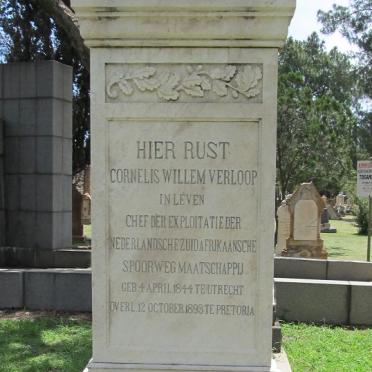 HIER RUST
CORNELIS WILLEM VERLOOP
IN LEVEN
CHEF DER EXPLOITATIE DER
NEDERLANDSCHE ZUID AFRIKAANSCHE
SPOORWEG MAATSCHAPPIJ
GEB. 4 APRIL 1844 TE UTRECHT
OVERL. 12 OCTOBER 1893 TE PRETORIA